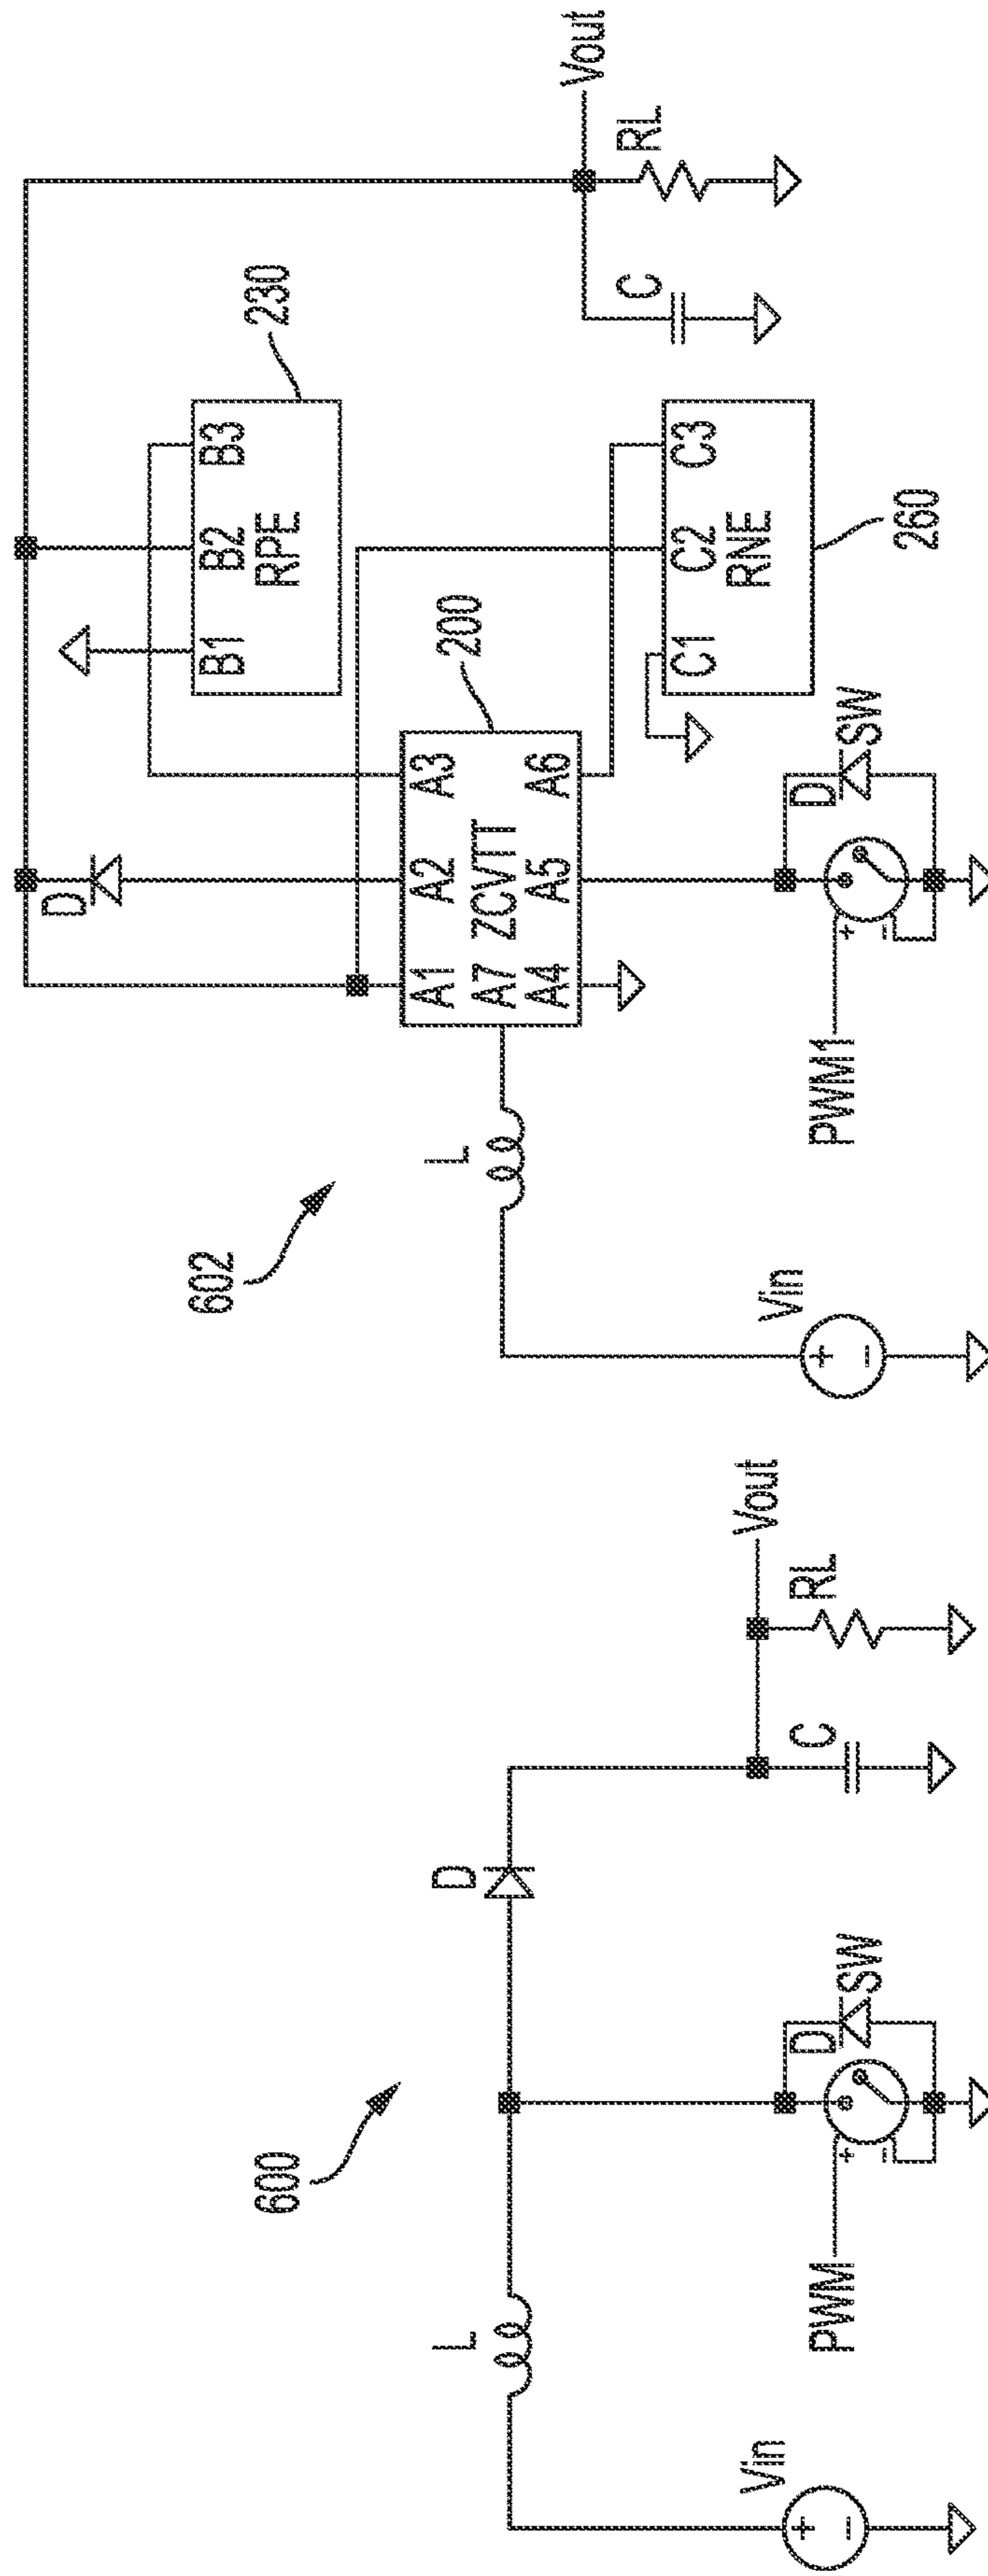 600
L
D
Vin
+
−
PWM
+
−
D
SW
C
RL
Vout
602
L
Vin
+
−
D
A1 A2 A3
A7 ZCVTT
A4 A5 A6
200
B1 B2 B3
RPE
230
C1 C2 C3
RNE
260
PWM1
+
−
D
SW
C
RL
Vout